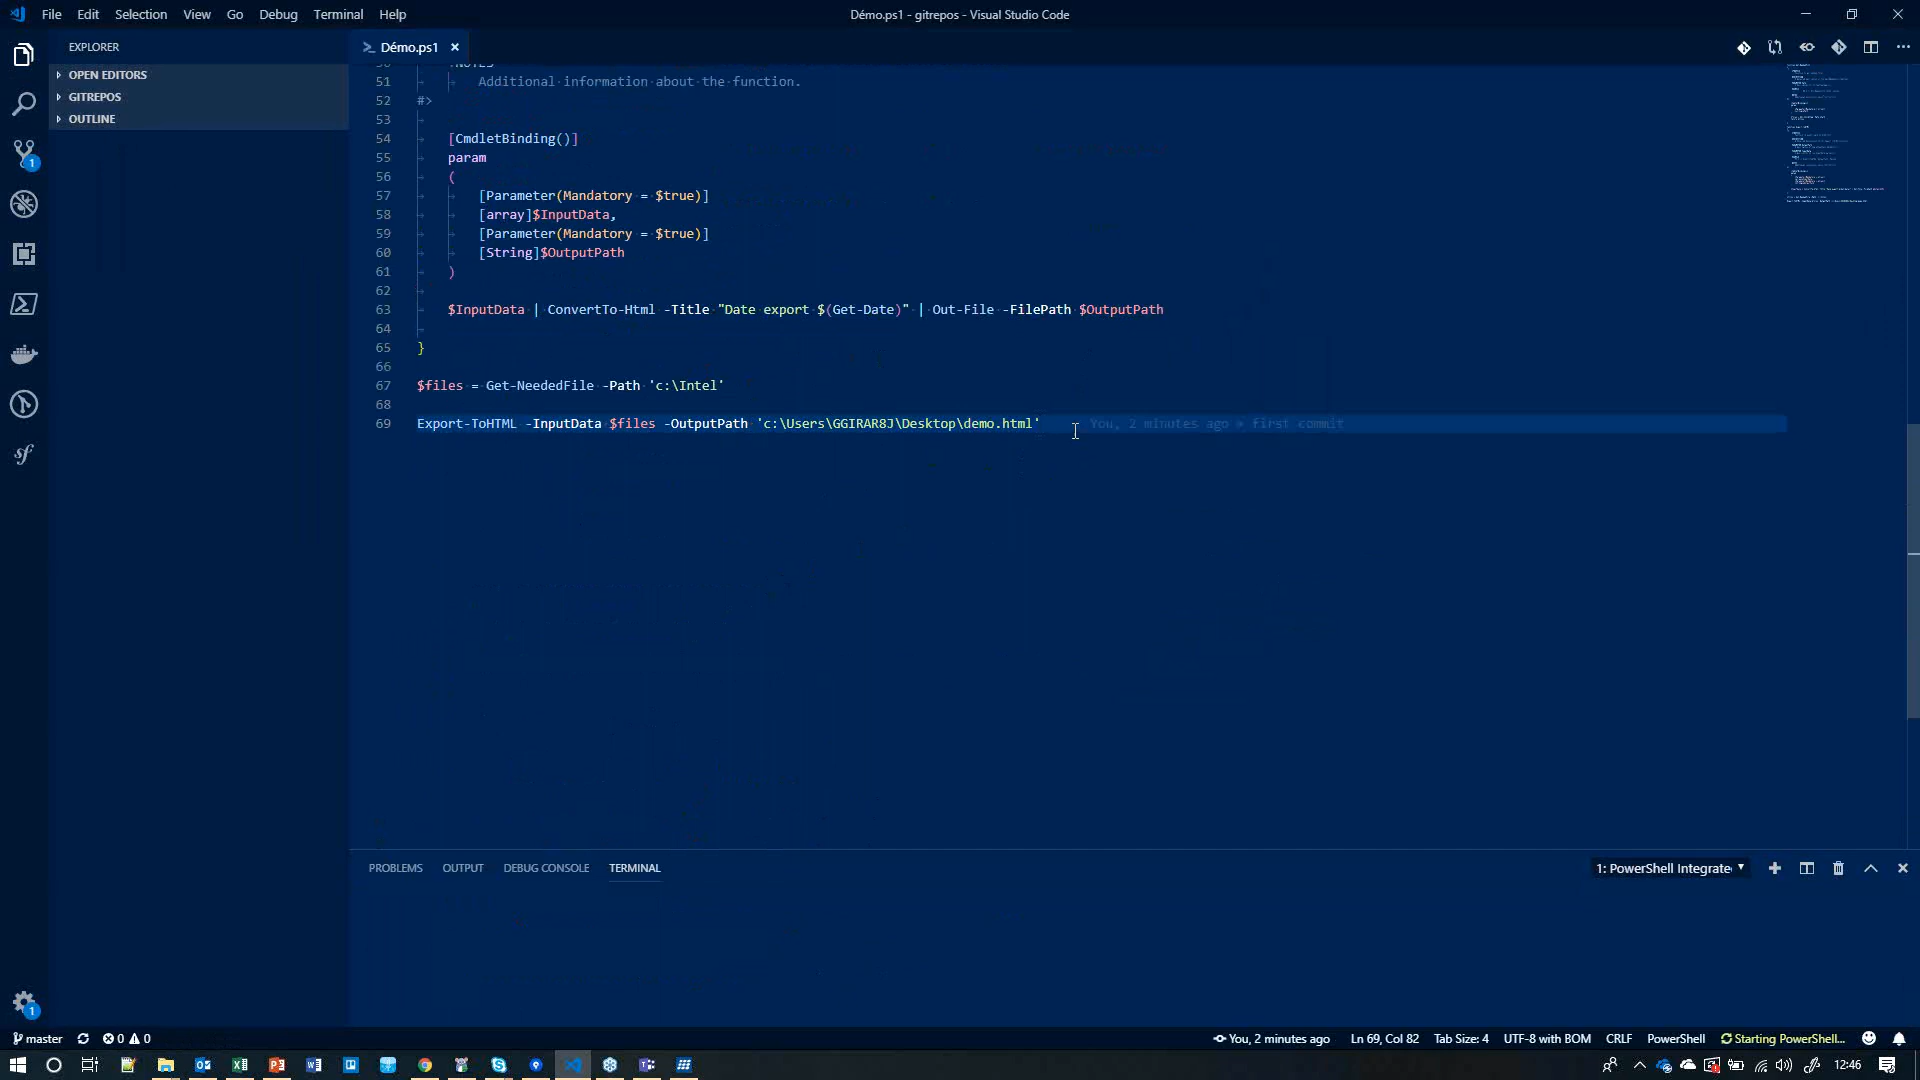 File Edit Selection View Go Debug Terminal Help
Démo.ps1 - gitrepos - Visual Studio Code
EXPLORER
OPEN EDITORS
GITREPOS
OUTLINE
Démo.ps1
50 .NOTES
51 Additional information about the function.
52 #>
53
54 [CmdletBinding()]
55 param
56 (
57 [Parameter(Mandatory = $true)]
58 [array]$InputData,
59 [Parameter(Mandatory = $true)]
60 [String]$OutputPath
61 )
62
63 $InputData | ConvertTo-Html -Title "Date export $(Get-Date)" | Out-File -FilePath $OutputPath
64
65 }
66
67 $files = Get-NeededFile -Path 'c:\Intel'
68
69 Export-ToHTML -InputData $files -OutputPath 'c:\Users\GGIRAR8J\Desktop\demo.html' You, 2 minutes ago • first commit
PROBLEMS OUTPUT DEBUG CONSOLE TERMINAL
1: PowerShell Integrate
1
1
master 0 0
You, 2 minutes ago Ln 69, Col 82 Tab Size: 4 UTF-8 with BOM CRLF PowerShell Starting PowerShell...
12:46